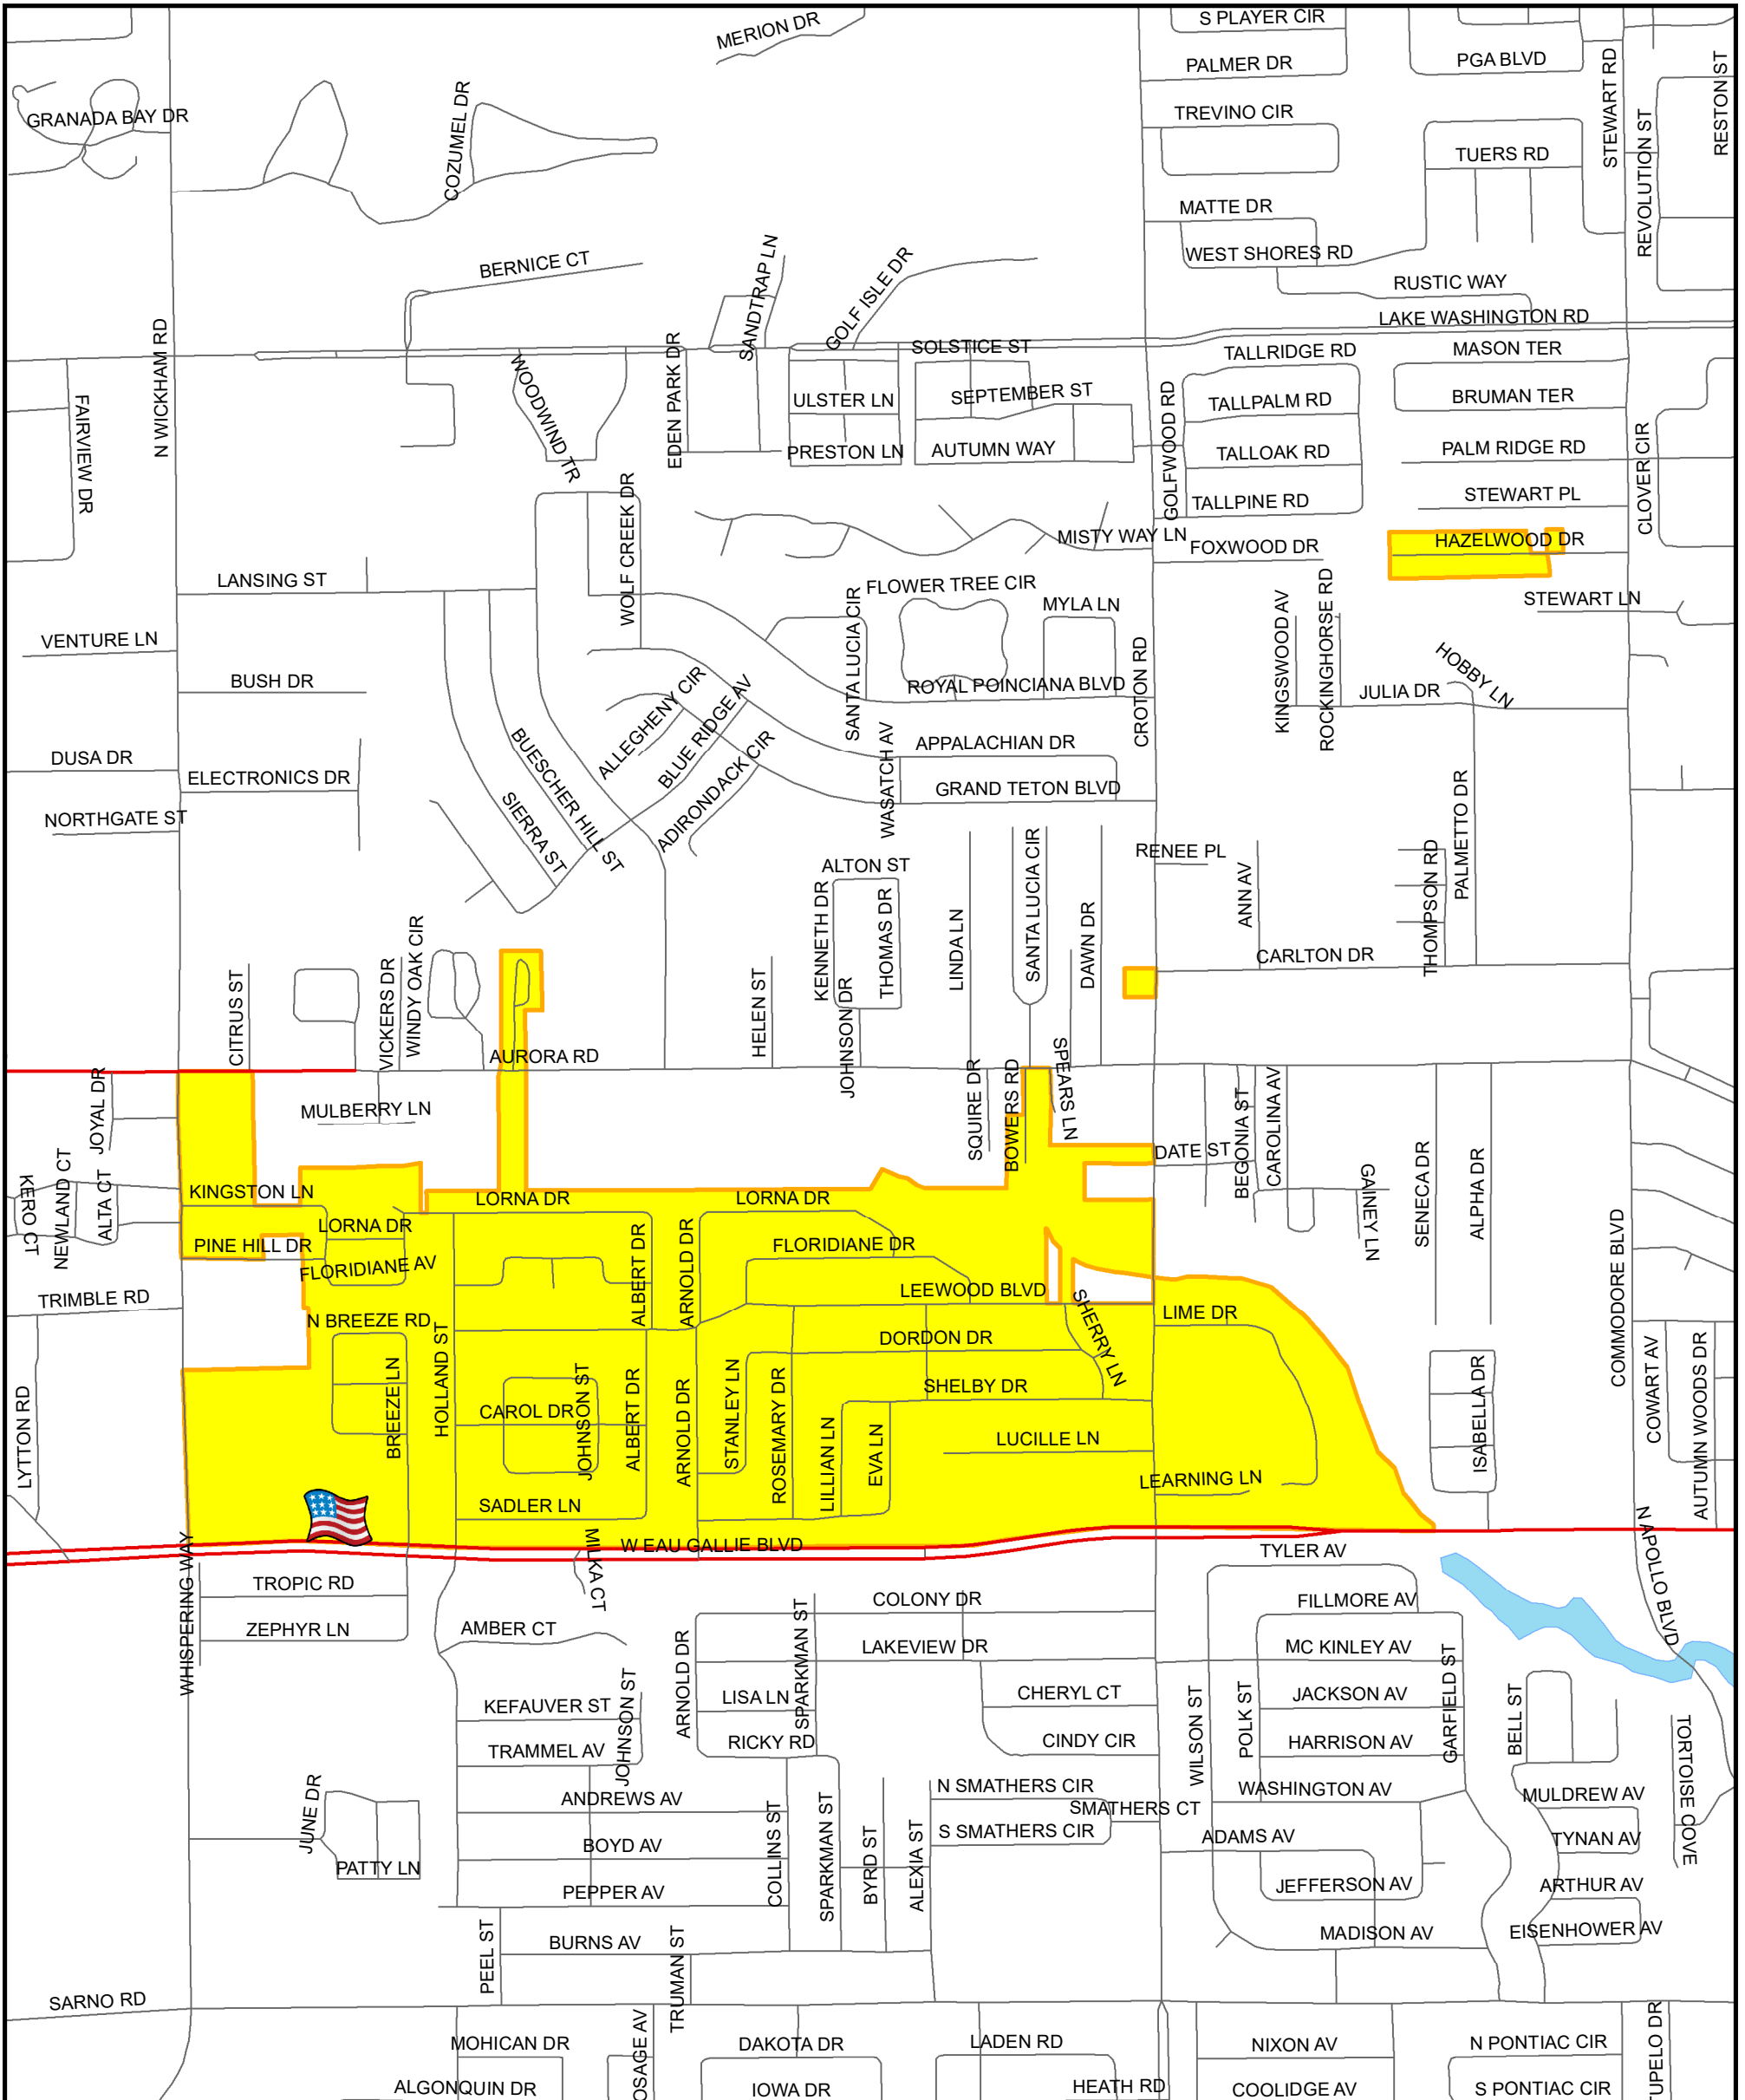 MERION DR
S PLAYER CIR
PALMER DR
PGA BLVD
STEWART RD
RESTON ST
GRANADA BAY DR
COZUMEL DR
TREVINO CIR
TUERS RD
REVOLUTION ST
MATTE DR
WEST SHORES RD
BERNICE CT
SANDTRAP LN
GOLF ISLE DR
RUSTIC WAY
LAKE WASHINGTON RD
N WICKHAM RD
SOLSTICE ST
TALLRIDGE RD
MASON TER
FAIRVIEW DR
WOODWIND TR
EDEN PARK DR
ULSTER LN
SEPTEMBER ST
GOLFWOOD RD
TALLPALM RD
BRUMAN TER
PRESTON LN
AUTUMN WAY
TALLOAK RD
PALM RIDGE RD
CLOVER CIR
TALLPINE RD
STEWART PL
WOLF CREEK DR
MISTY WAY LN
FOXWOOD DR
HAZELWOOD DR
LANSING ST
FLOWER TREE CIR
MYLA LN
STEWART LN
SANTA LUCIA CIR
KINGSWOOD AV
ROCKINGHORSE RD
VENTURE LN
BUSH DR
ALLEGHENY CIR
BLUE RIDGE AV
ROYAL POINCIANA BLVD
CROTON RD
JULIA DR
HOBBY LN
DUSA DR
ELECTRONICS DR
BUESCHER HILL ST
ADIRONDACK CIR
WASATCH AV
APPALACHIAN DR
GRAND TETON BLVD
NORTHGATE ST
SIERRA ST
PALMETTO DR
ALTON ST
RENEE PL
ANN AV
THOMPSON RD
KENNETH DR
THOMAS DR
LINDA LN
SANTA LUCIA CIR
DAWN DR
CARLTON DR
CITRUS ST
VICKERS DR
WINDY OAK CIR
HELEN ST
JOHNSON DR
AURORA RD
JOYAL DR
MULBERRY LN
SQUIRE DR
BOWERS RD
SPEARS LN
DATE ST
BEGONIA ST
CAROLINA AV
GAINEY LN
SENECA DR
ALPHA DR
KERO CT
NEWLAND CT
ALTA CT
KINGSTON LN
LORNA DR
LORNA DR
LORNA DR
PINE HILL DR
FLORIDIANE AV
ALBERT DR
ARNOLD DR
FLORIDIANE DR
COMMODORE BLVD
TRIMBLE RD
LEEWOOD BLVD
SHERRY LN
LIME DR
N BREEZE RD
HOLLAND ST
DORDON DR
LYTTON RD
BREEZE LN
CAROL DR
JOHNSON ST
ALBERT DR
ARNOLD DR
STANLEY LN
ROSEMARY DR
SHELBY DR
LILLIAN LN
EVA LN
LUCILLE LN
LEARNING LN
ISABELLA DR
COWART AV
AUTUMN WOODS DR
SADLER LN
W EAU GALLIE BLVD
WHISPERING WAY
MILKA CT
TYLER AV
N APOLLO BLVD
TROPIC RD
COLONY DR
FILLMORE AV
ZEPHYR LN
AMBER CT
ARNOLD DR
SPARKMAN ST
LAKEVIEW DR
MC KINLEY AV
GARFIELD ST
KEFAUVER ST
JOHNSON ST
LISA LN
CHERYL CT
WILSON ST
POLK ST
JACKSON AV
BELL ST
TORTOISE COVE
TRAMMEL AV
RICKY RD
CINDY CIR
HARRISON AV
JUNE DR
ANDREWS AV
N SMATHERS CIR
SMATHERS CT
WASHINGTON AV
MULDREW AV
BOYD AV
COLLINS ST
SPARKMAN ST
BYRD ST
ALEXIA ST
S SMATHERS CIR
ADAMS AV
TYNAN AV
PATTY LN
PEPPER AV
JEFFERSON AV
ARTHUR AV
PEEL ST
BURNS AV
TRUMAN ST
MADISON AV
EISENHOWER AV
SARNO RD
MOHICAN DR
OSAGE AV
DAKOTA DR
LADEN RD
NIXON AV
N PONTIAC CIR
TUPELO DR
ALGONQUIN DR
IOWA DR
HEATH RD
COOLIDGE AV
S PONTIAC CIR